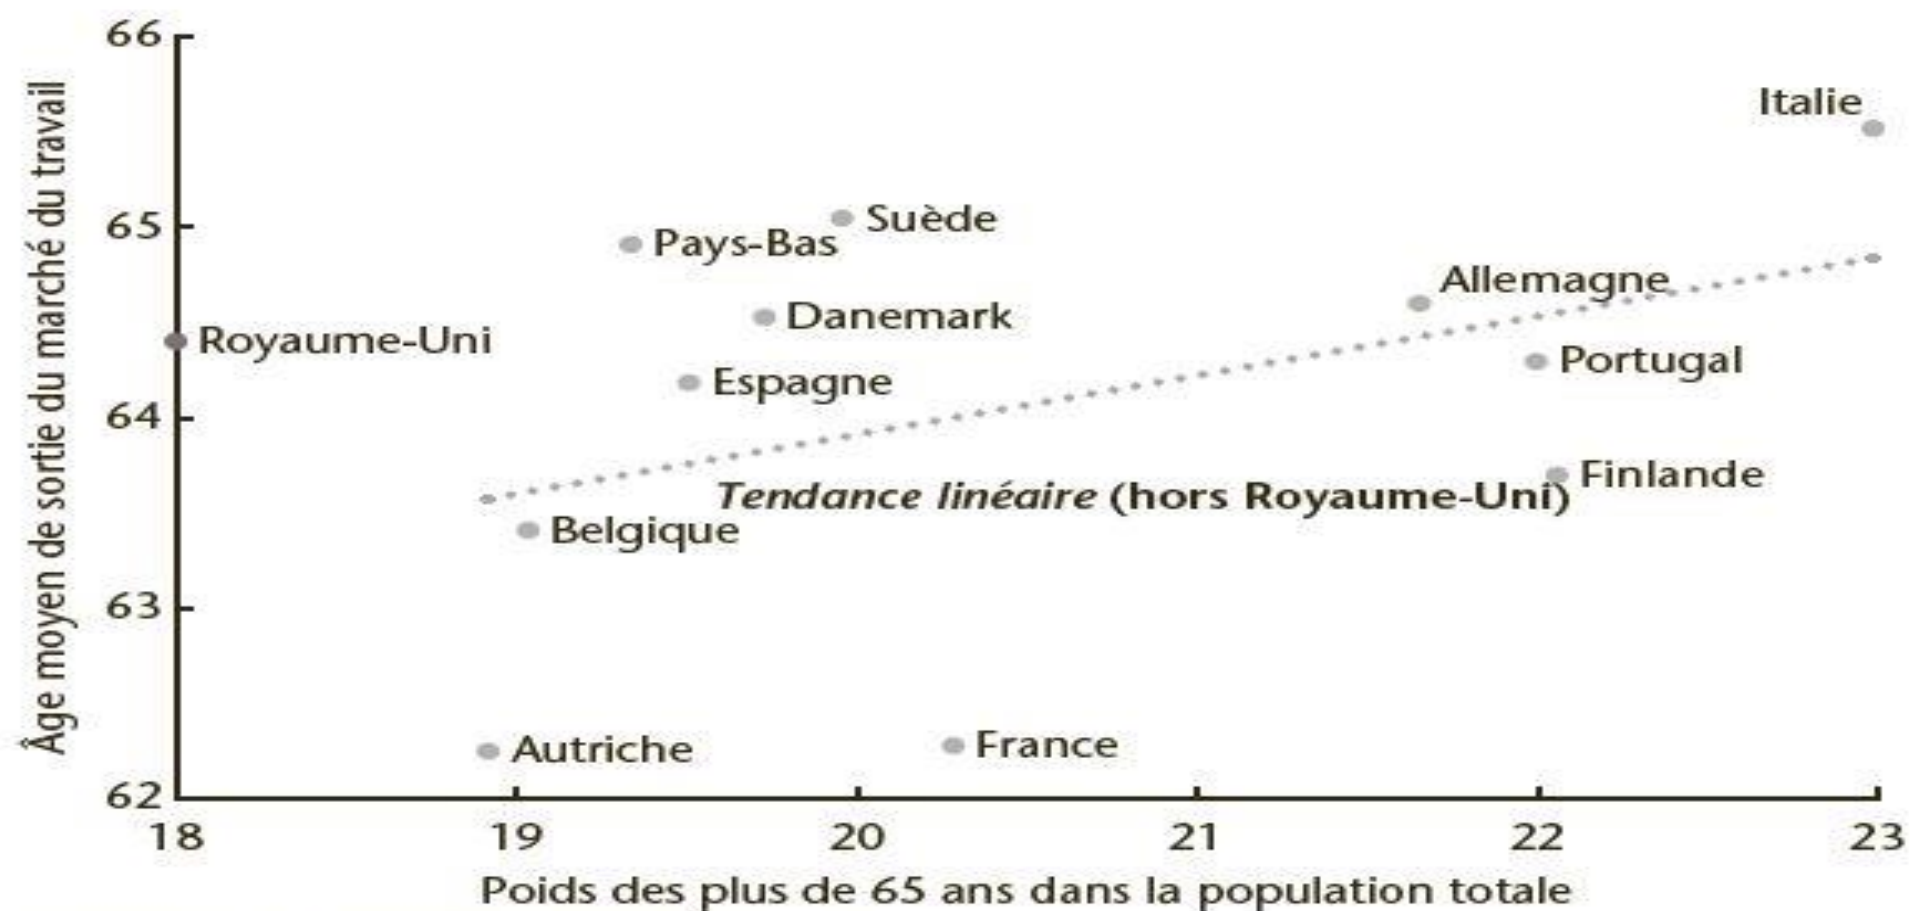 Âge moyen de sortie du marché du travail
66
65
64
63
62
Italie
Suède
Pays-Bas
Allemagne
Danemark
Royaume-Uni
Portugal
Espagne
Finlande
Tendance linéaire (hors Royaume-Uni)
Belgique
Autriche
France
18 19 20 21 22 23
Poids des plus de 65 ans dans la population totale